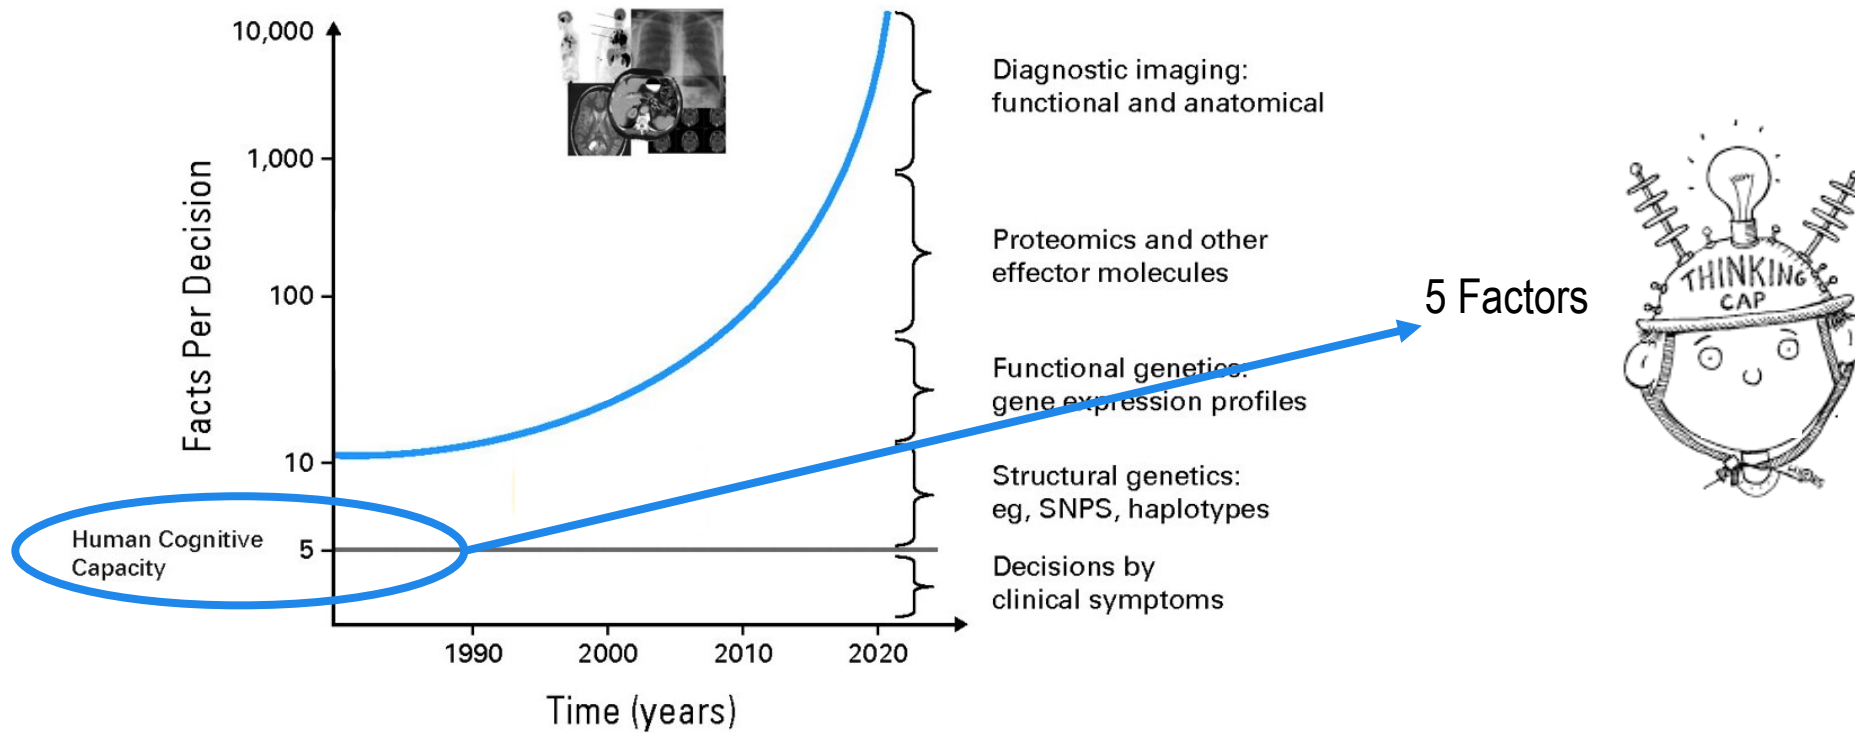 10,000
1,000
100
10
5
Facts Per Decision
Human Cognitive
Capacity
1990
2000
2010
2020
Time (years)
Diagnostic imaging:
functional and anatomical
Proteomics and other
effector molecules
Functional genetics:
gene expression profiles
Structural genetics:
eg, SNPS, haplotypes
Decisions by
clinical symptoms
5 Factors
THINKING
CAP